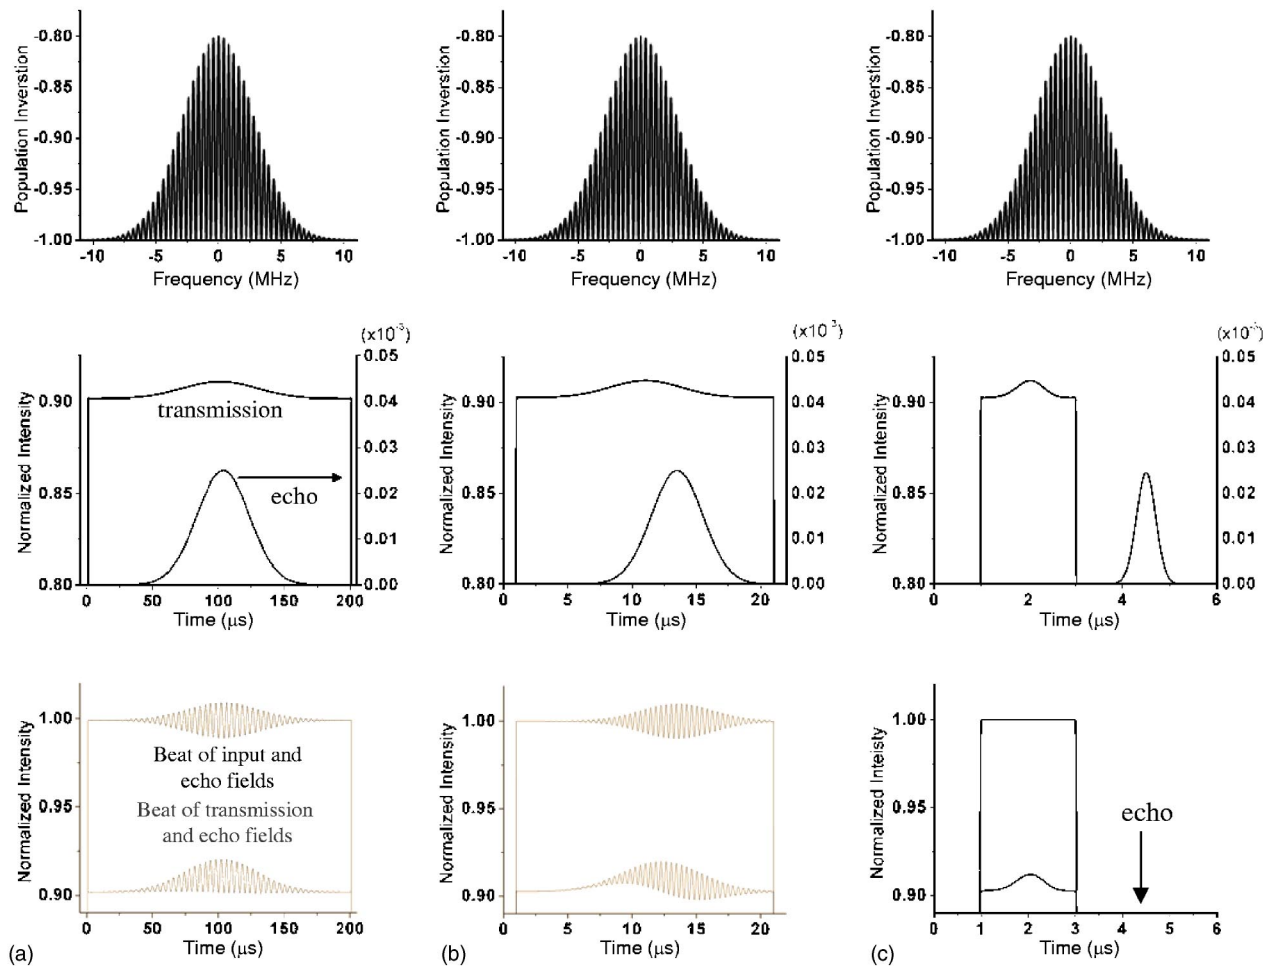 -0.80
-0.85
-0.90
-0.95
-1.00
Population Inverstion
-10 -5 0 5 10
Frequency (MHz)
-0.80
-0.85
-0.90
-0.95
-1.00
Population Inverstion
-10 -5 0 5 10
Frequency (MHz)
-0.80
-0.85
-0.90
-0.95
-1.00
Population Inverstion
-10 -5 0 5 10
Frequency (MHz)
(x10⁻³)
0.90
0.85
0.80
Normalized Intensity
transmission
echo
0.05
0.04
0.03
0.02
0.01
0.00
0 50 100 150 200
Time (μs)
(x10⁻³)
0.90
0.85
0.80
Normalized Intensity
0.05
0.04
0.03
0.02
0.01
0.00
0 5 10 15 20
Time (μs)
(x10⁻³)
0.90
0.85
0.80
Normalized Intensity
0.05
0.04
0.03
0.02
0.01
0.00
0 2 4 6
Time (μs)
1.00
0.95
0.90
Normalized Intensity
Beat of input and
echo fields
Beat of transmission
and echo fields
0 50 100 150 200
Time (μs)
(a)
1.00
0.95
0.90
Normalized Intensity
0 5 10 15 20
Time (μs)
(b)
1.00
0.95
0.90
Normalized Inteisty
echo
0 1 2 3 4 5 6
Time (μs)
(c)